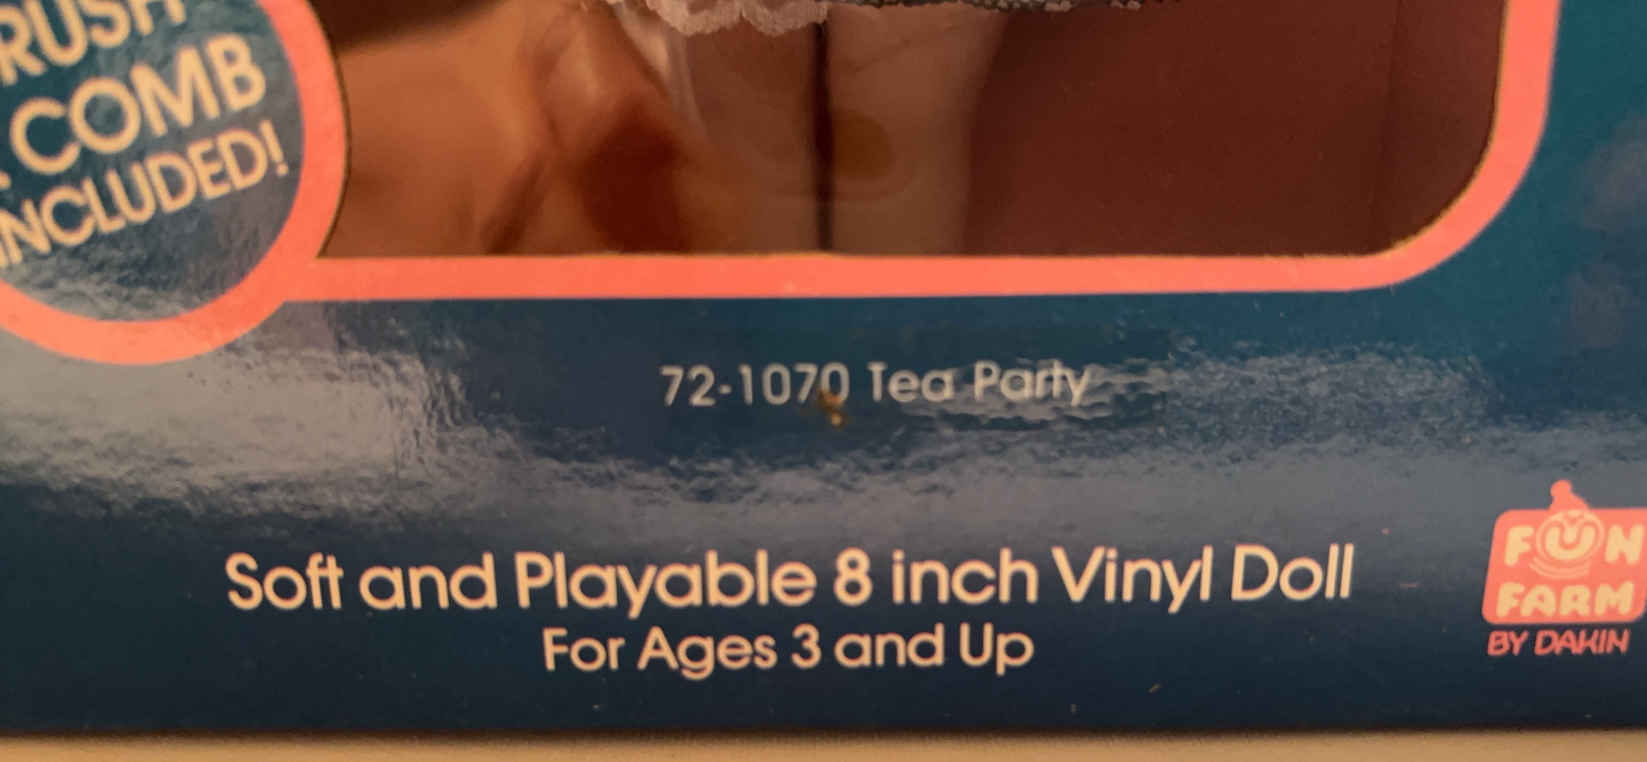 RUSH
COMB
INCLUDED!
72-1070 Tea Party
Soft and Playable 8 inch Vinyl Doll
For Ages 3 and Up
FUN
FARM
BY DAKIN